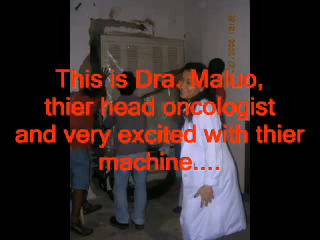 This is Dra. Maluo,
thier head oncologist
and very excited with thier
machine....